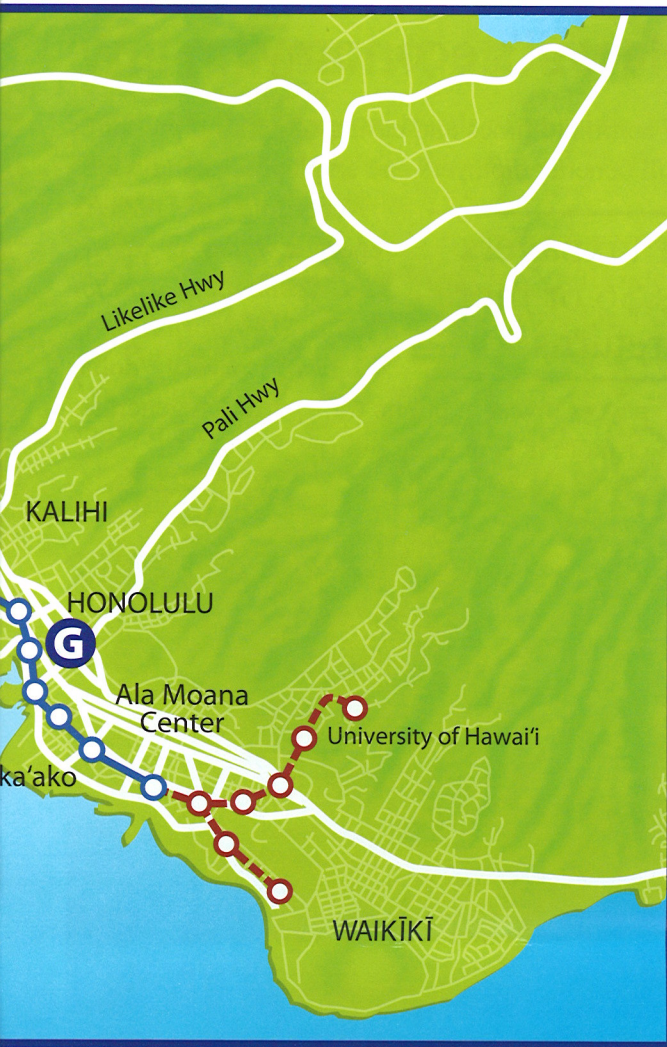 Likelike Hwy
Pali Hwy
KALIHI
HONOLULU
G
Ala Moana
Center
University of Hawai‘i
ka‘ako
WAIKĪKĪ